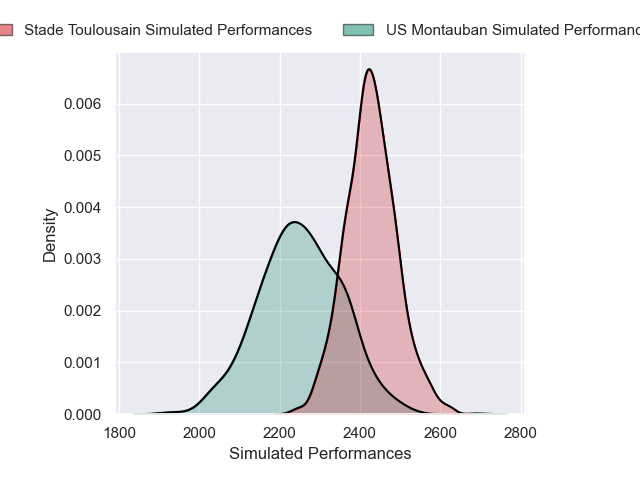 Stade Toulousain Simulated Performances US Montauban Simulated
0.006
0.005
0.004
0.003
0.002
0.001
0.000
Density
1800 2000 2200 2400 2600 2800
Simulated Performances